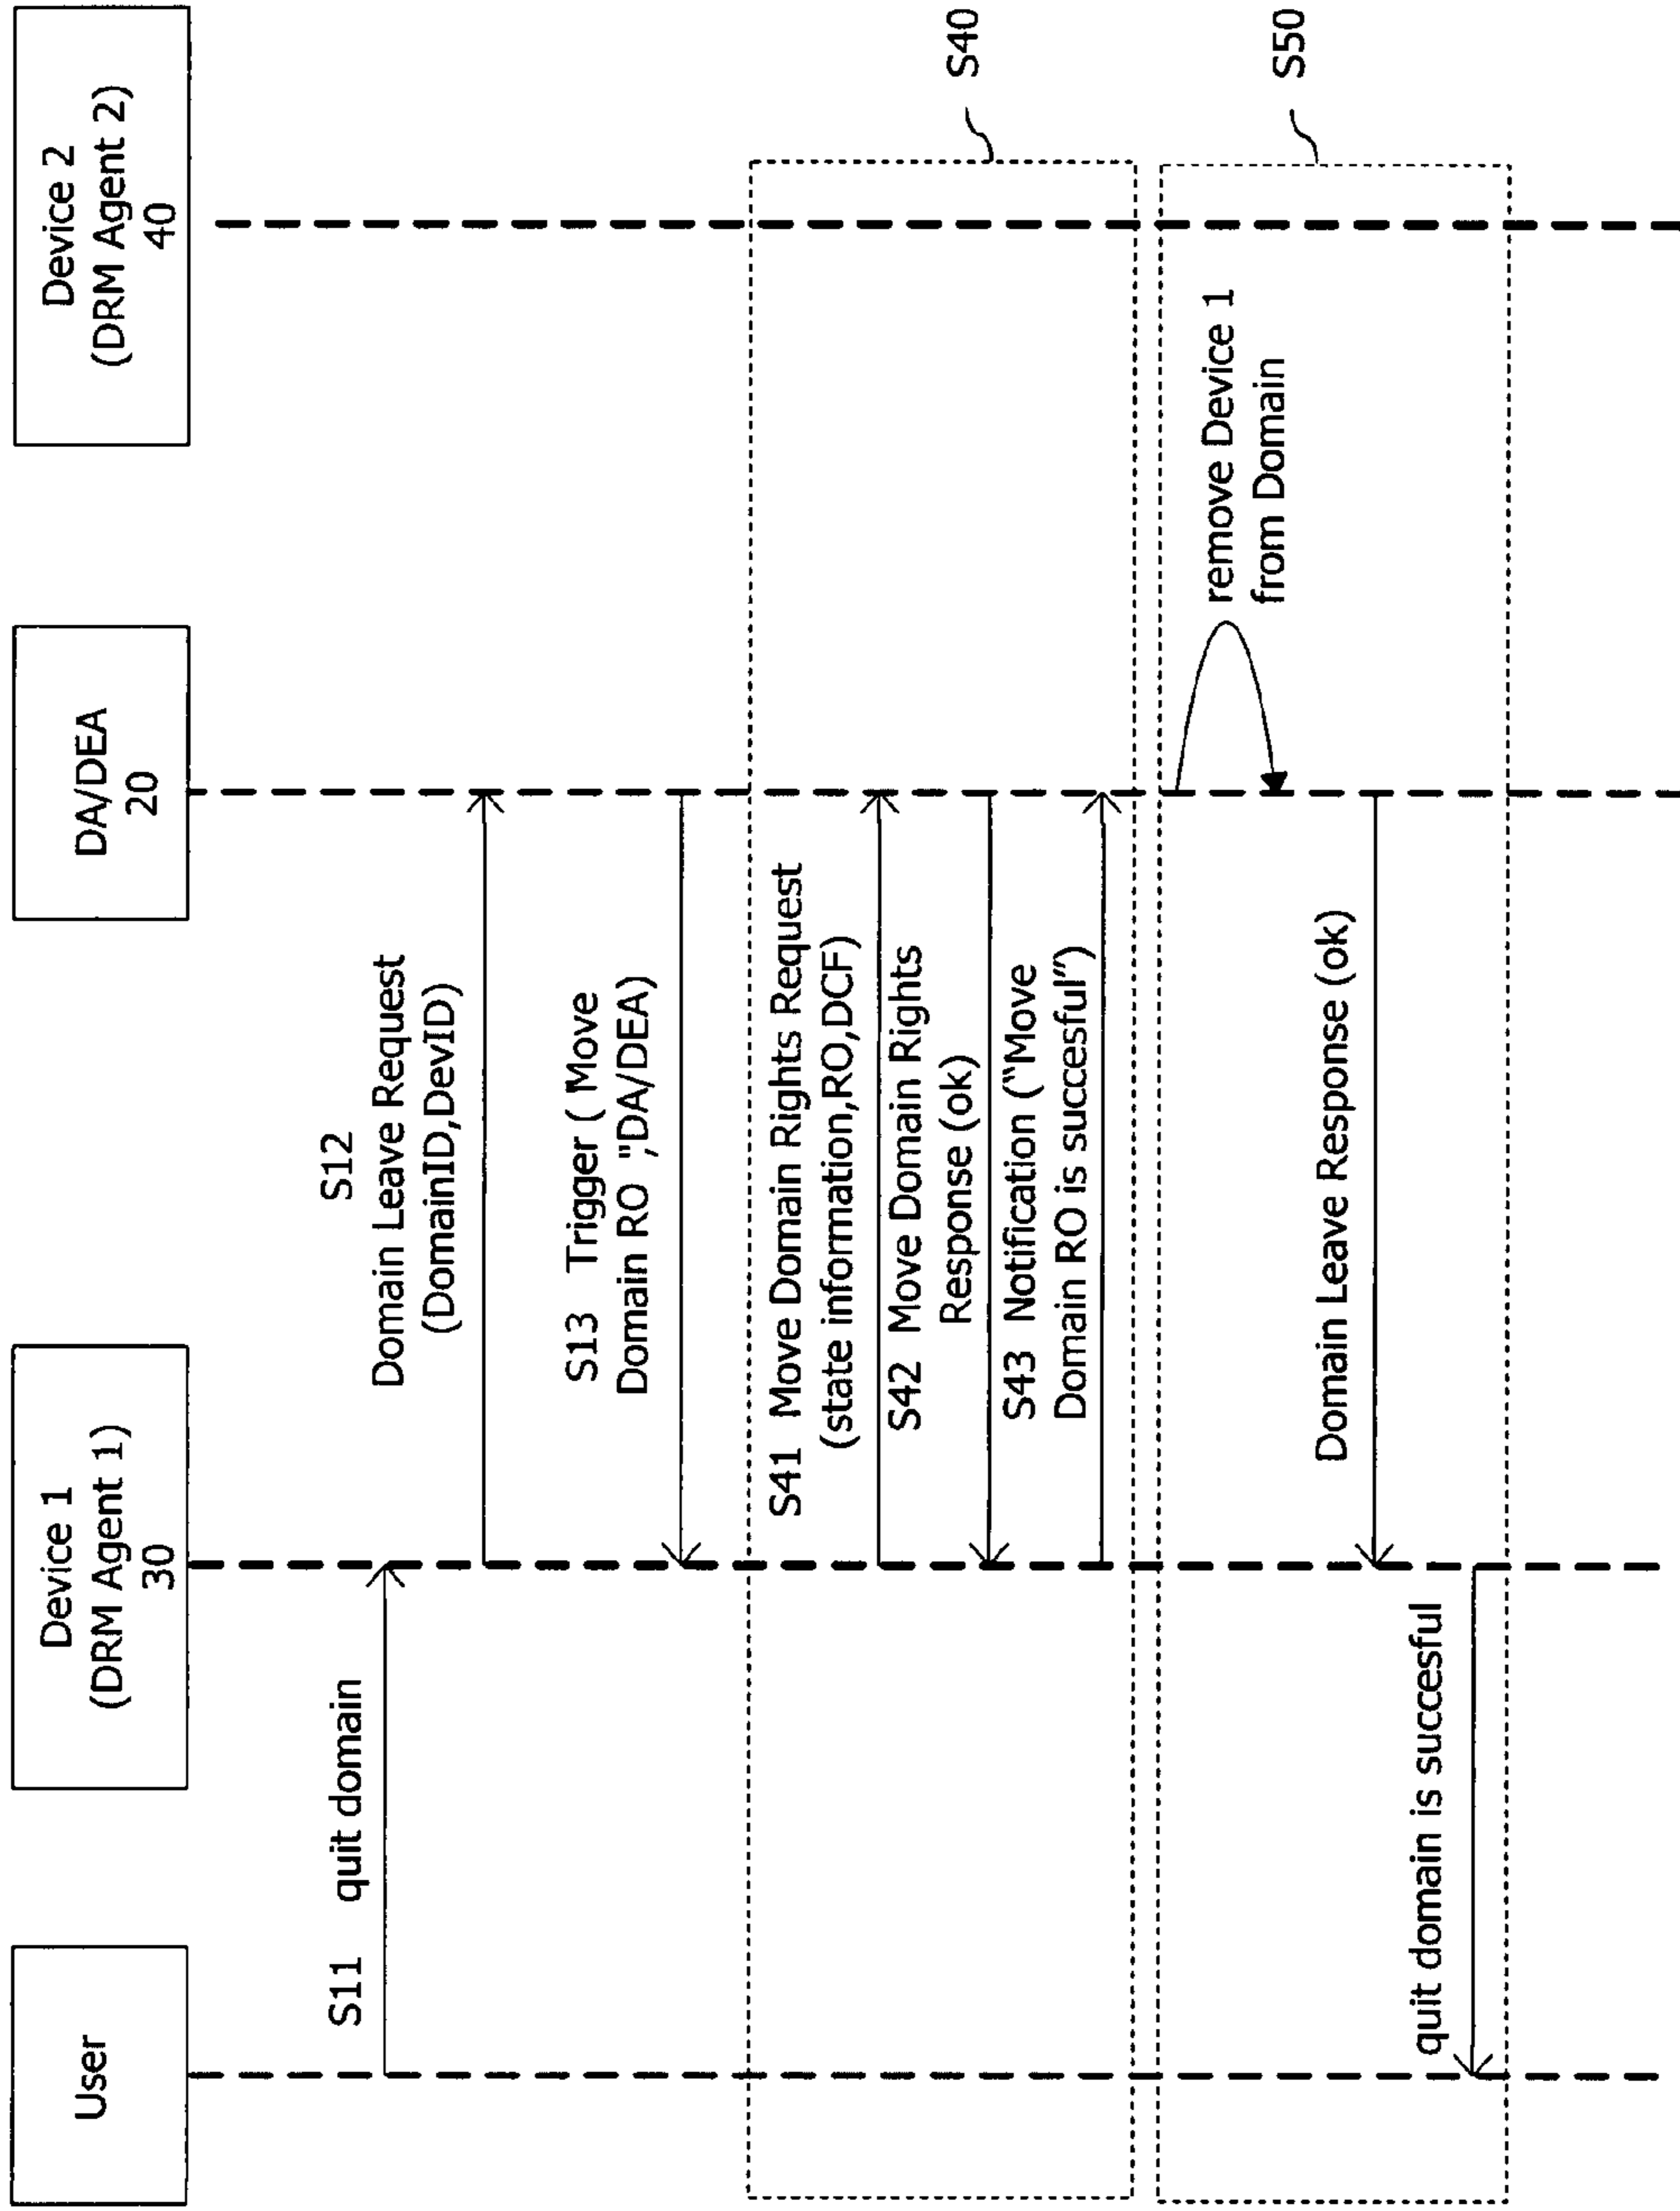 User
Device 1
(DRM Agent 1)
30
DA/DEA
20
Device 2
(DRM Agent 2)
40
S11 quit domain
S12
Domain Leave Request
(DomainID,DevID)
S13 Trigger ( "Move
Domain RO ,"DA/DEA)
S40
S41 Move Domain Rights Request
(state information,RO,DCF)
S42 Move Domain Rights
Response (ok)
S43 Notification ("Move
Domain RO is succesful")
S50
remove Device 1
from Domain
Domain Leave Response (ok)
quit domain is succesful